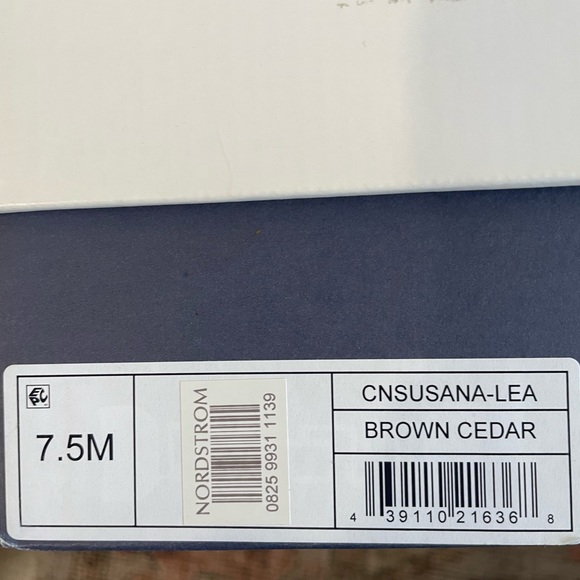 7.5M
NORDSTROM
0825 9931 1139
CNSUSANA-LEA
BROWN CEDAR
4 39110 21636 8